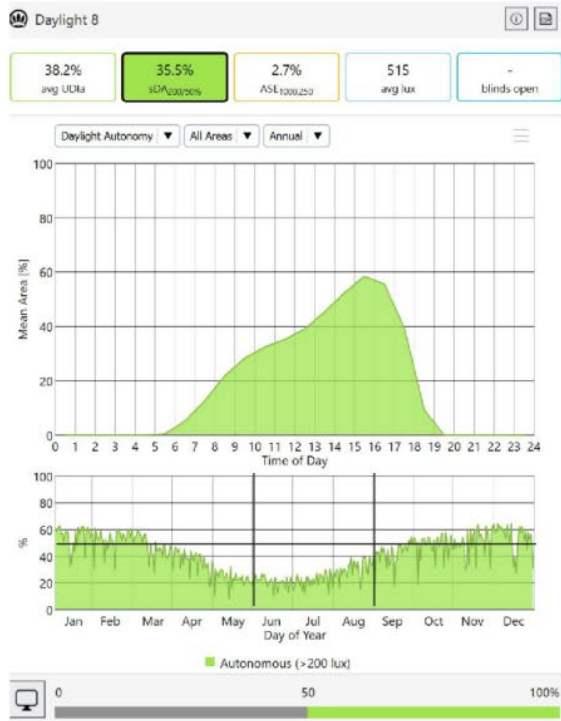 Daylight 8
38.2% 35.5% 2.7% 515 -
avg UDIa sDA200/50% ASE1000,250 avg lux blinds open
Daylight Autonomy ▼ All Areas ▼ Annual ▼
100
80
60
40
20
0
Mean Area [%]
0 1 2 3 4 5 6 7 8 9 10 11 12 13 14 15 16 17 18 19 20 21 22 23 24
Time of Day
100
80
60
40
20
0
%
Jan Feb Mar Apr May Jun Jul Aug Sep Oct Nov Dec
Day of Year
Autonomous (>200 lux)
0 50 100%